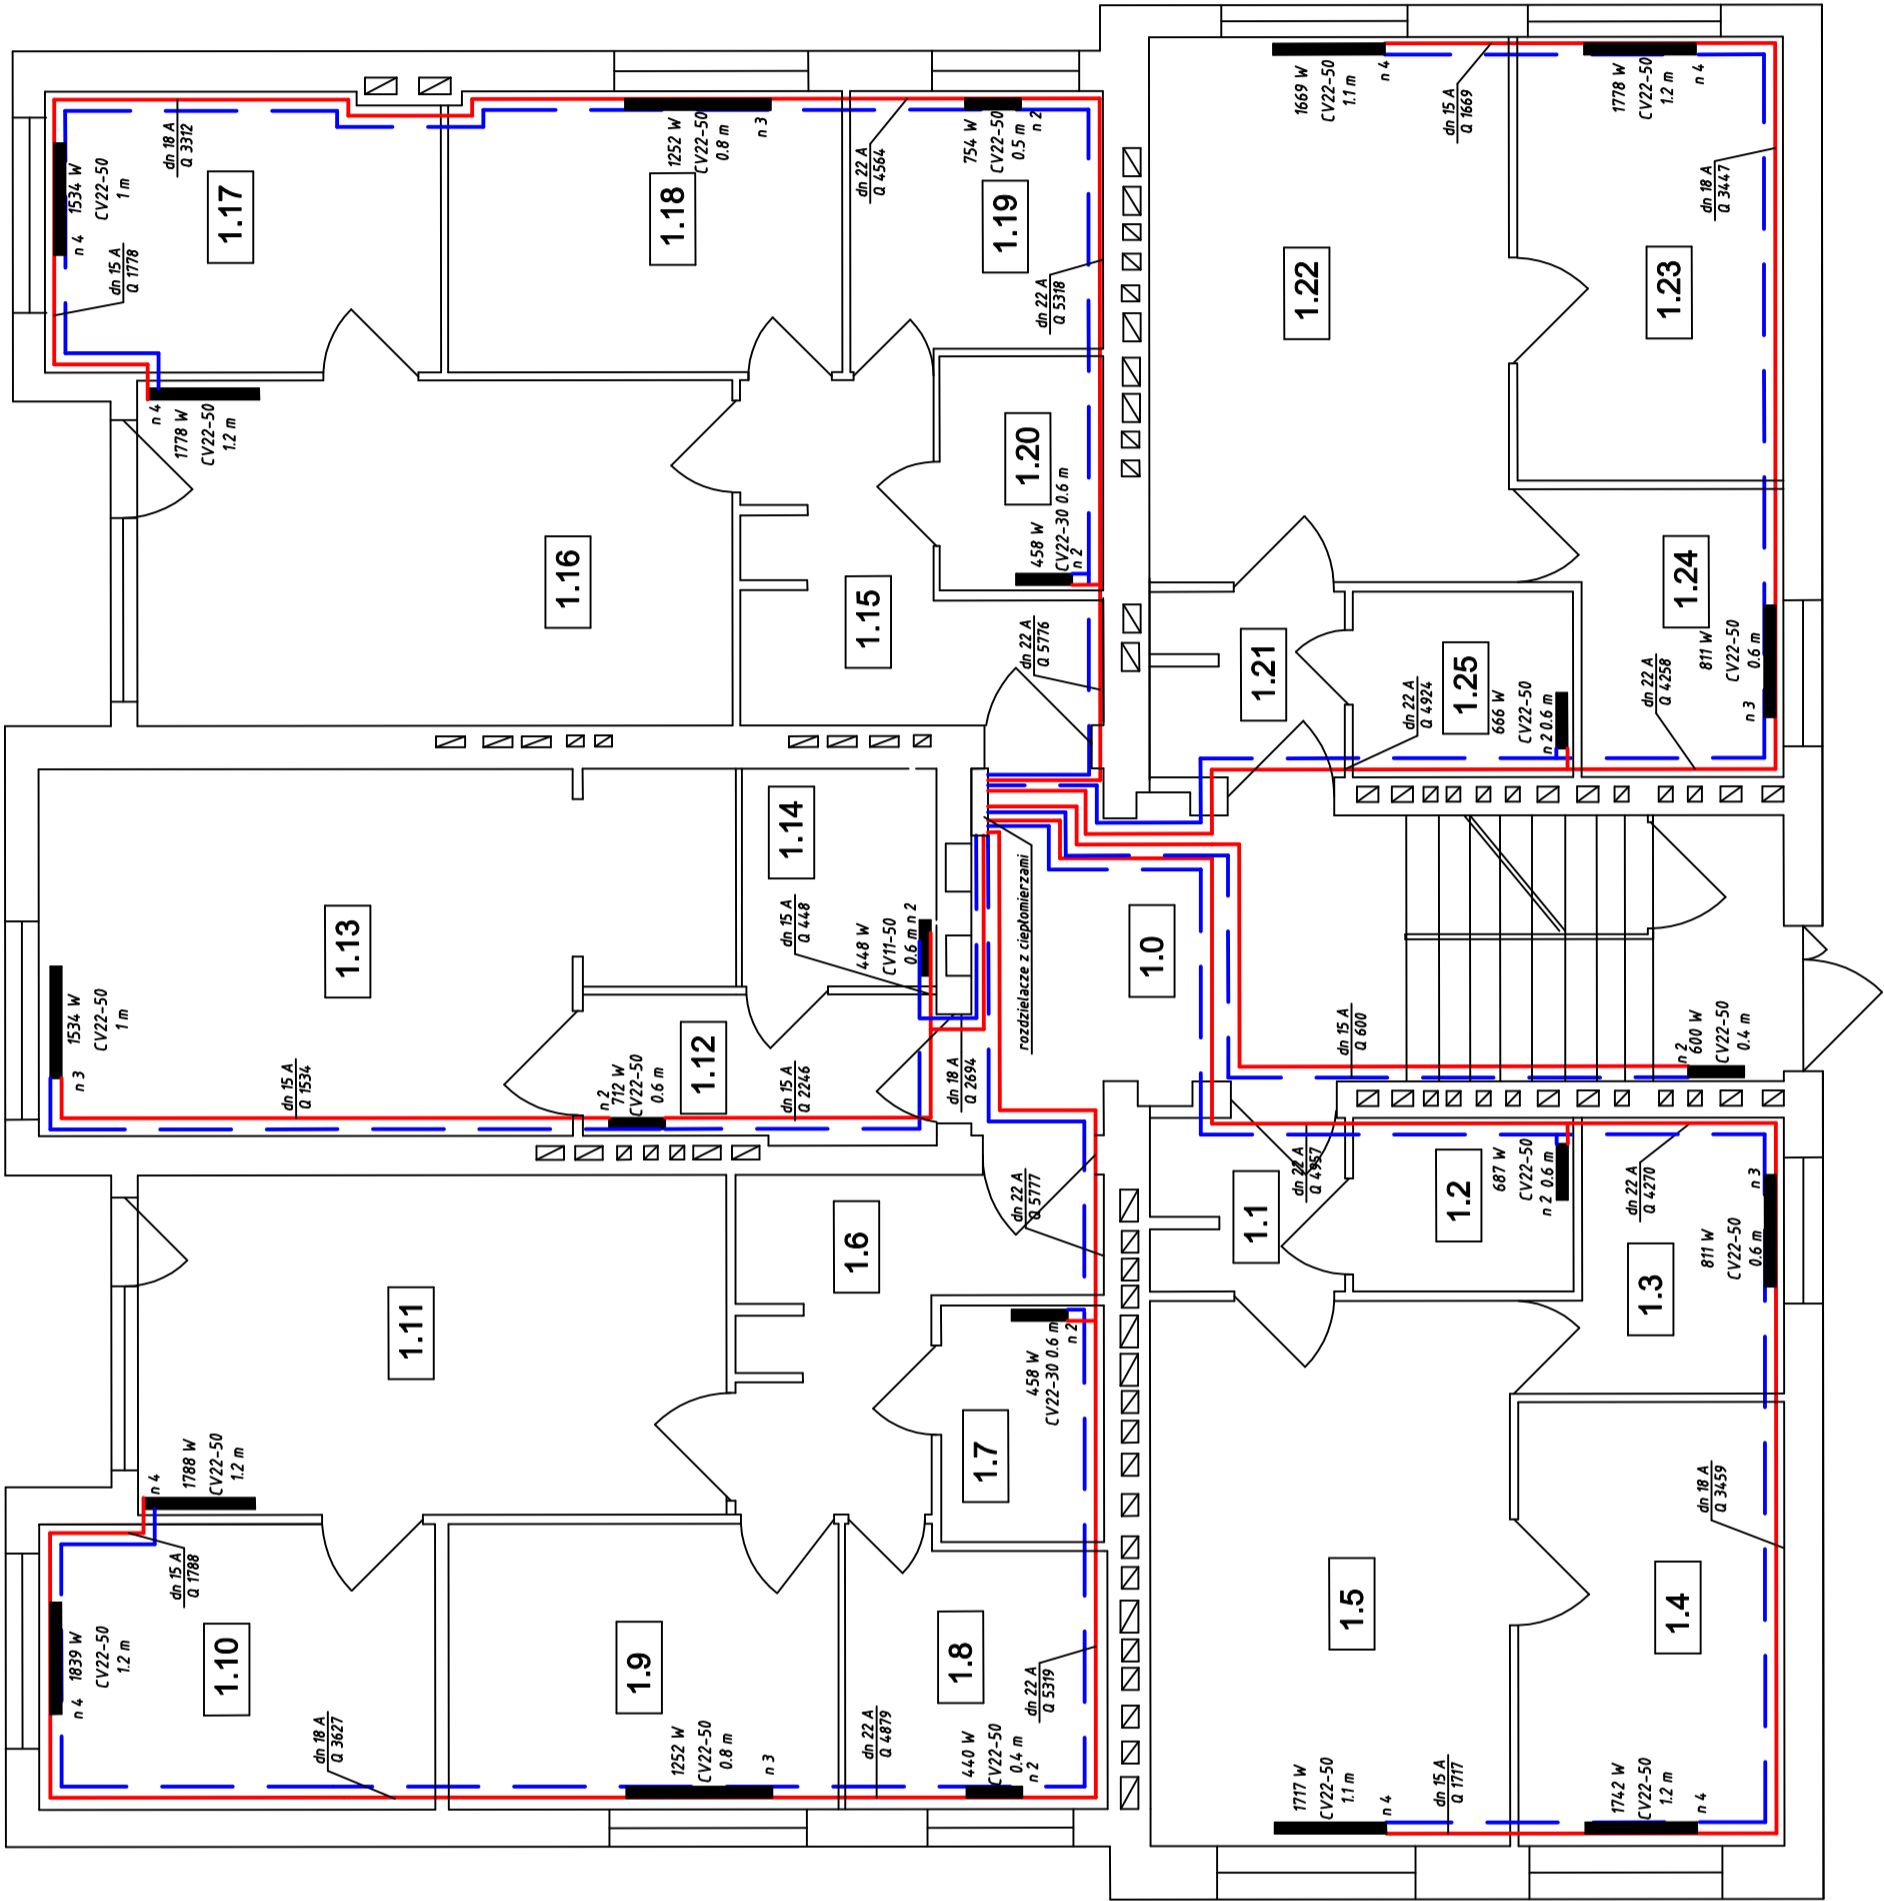 1534 W
CV22-50
1 m
n 4
dn 18 A
Q 3312
1.17
dn 15 A
Q 1778
n 4
1778 W
CV22-50
1.2 m
1252 W
CV22-50
0.8 m
n 3
1.18
dn 22 A
Q 4564
754 W
CV22-50
0.5 m
n 2
1.19
dn 22 A
Q 5318
1.20
458 W
CV22-30 0.6 m
n 2
1.16
1.15
dn 22 A
Q 5776
1669 W
CV22-50
1.1 m
n 4
dn 15 A
Q 1669
1778 W
CV22-50
1.2 m
n 4
dn 18 A
Q 3447
1.22
1.23
1.24
811 W
CV22-50
0.6 m
n 3
dn 22 A
Q 4258
1.21
dn 22 A
Q 4924
1.25
666 W
CV22-50
n 2 0.6 m
1.13
1534 W
CV22-50
1 m
n 3
dn 15 A
Q 1534
1.14
dn 15 A
Q 448
448 W
CV11-50
0.6 m n 2
n 2
712 W
CV22-50
0.6 m
1.12
dn 15 A
Q 2246
dn 18 A
Q 2694
rozdzielacze z ciepłomierzami
1.0
dn 15 A
Q 600
n 2
600 W
CV22-50
0.4 m
1.11
1.6
dn 22 A
Q 5777
n 4
1788 W
CV22-50
1.2 m
dn 15 A
Q 1788
1.7
458 W
CV22-30 0.6 m
n 2
1.1
dn 22 A
Q 4957
1.2
687 W
CV22-50
n 2 0.6 m
dn 22 A
Q 4270
1.3
811 W
CV22-50
0.6 m
n 3
1839 W
CV22-50
1.2 m
n 4
1.10
dn 18 A
Q 3627
1.9
1252 W
CV22-50
0.8 m
n 3
dn 22 A
Q 4879
1.8
440 W
CV22-50
0.4 m
n 2
dn 22 A
Q 5319
1.5
1717 W
CV22-50
1.1 m
n 4
dn 15 A
Q 1717
1.4
1742 W
CV22-50
1.2 m
n 4
dn 18 A
Q 3459